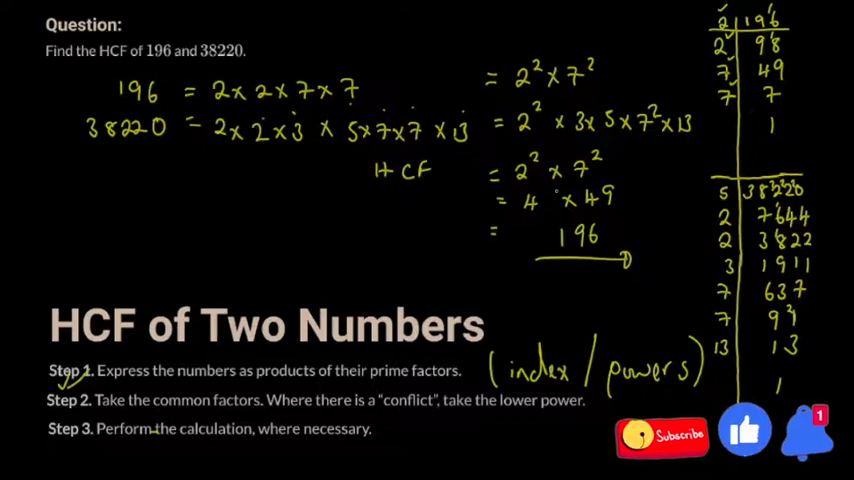 Question:
Find the HCF of 196 and 38220.
196 = 2 × 2 × 7 × 7 = 2² × 7²
38220 = 2 × 2 × 3 × 5 × 7 × 7 × 13 = 2² × 3 × 5 × 7² × 13
HCF = 2² × 7²
= 4 × 49
= 196
2 | 196
2 | 98
7 | 49
7 | 7
1
5 | 38220
2 | 7644
2 | 3822
3 | 1911
7 | 637
7 | 91
13 | 13
1
HCF of Two Numbers
Step 1. Express the numbers as products of their prime factors.
(index / powers)
Step 2. Take the common factors. Where there is a “conflict”, take the lower power.
Step 3. Perform the calculation, where necessary.
Subscribe
1